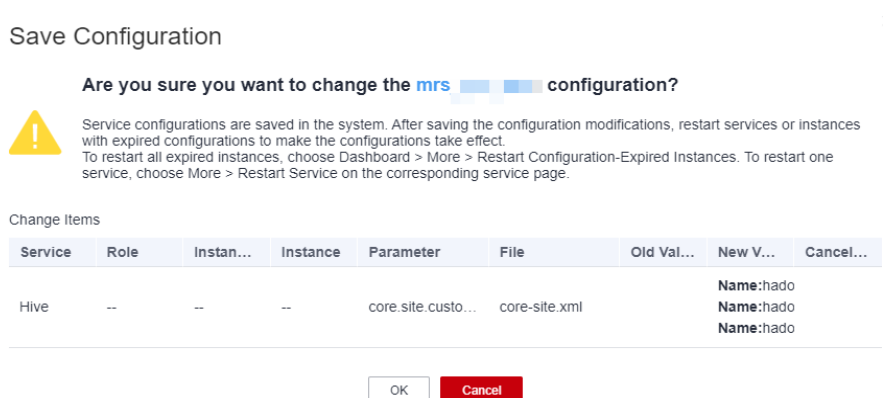 Save Configuration
Are you sure you want to change the mrs configuration?
Service configurations are saved in the system. After saving the configuration modifications, restart services or instances
with expired configurations to make the configurations take effect.
To restart all expired instances, choose Dashboard > More > Restart Configuration-Expired Instances. To restart one
service, choose More > Restart Service on the corresponding service page.
Change Items
Service Role Instan... Instance Parameter File Old Val... New V... Cancel...
Name:hado
Hive -- -- -- core.site.custo... core-site.xml Name:hado
Name:hado
OK Cancel